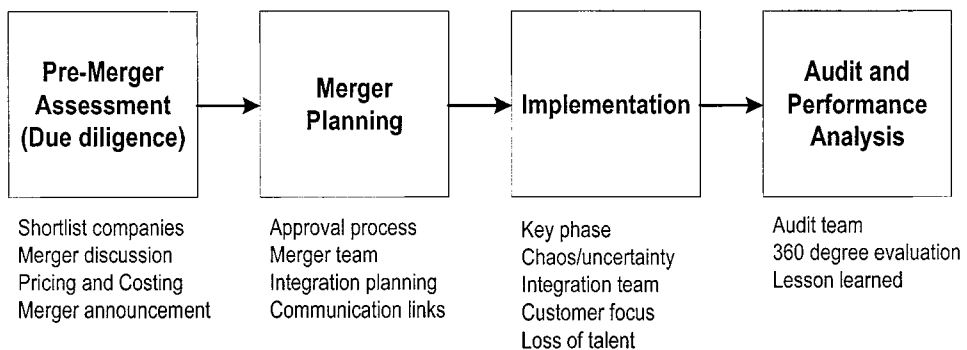 Pre-Merger
Assessment
(Due diligence)
Merger
Planning
Implementation
Audit and
Performance
Analysis
Shortlist companies
Merger discussion
Pricing and Costing
Merger announcement
Approval process
Merger team
Integration planning
Communication links
Key phase
Chaos/uncertainty
Integration team
Customer focus
Loss of talent
Audit team
360 degree evaluation
Lesson learned